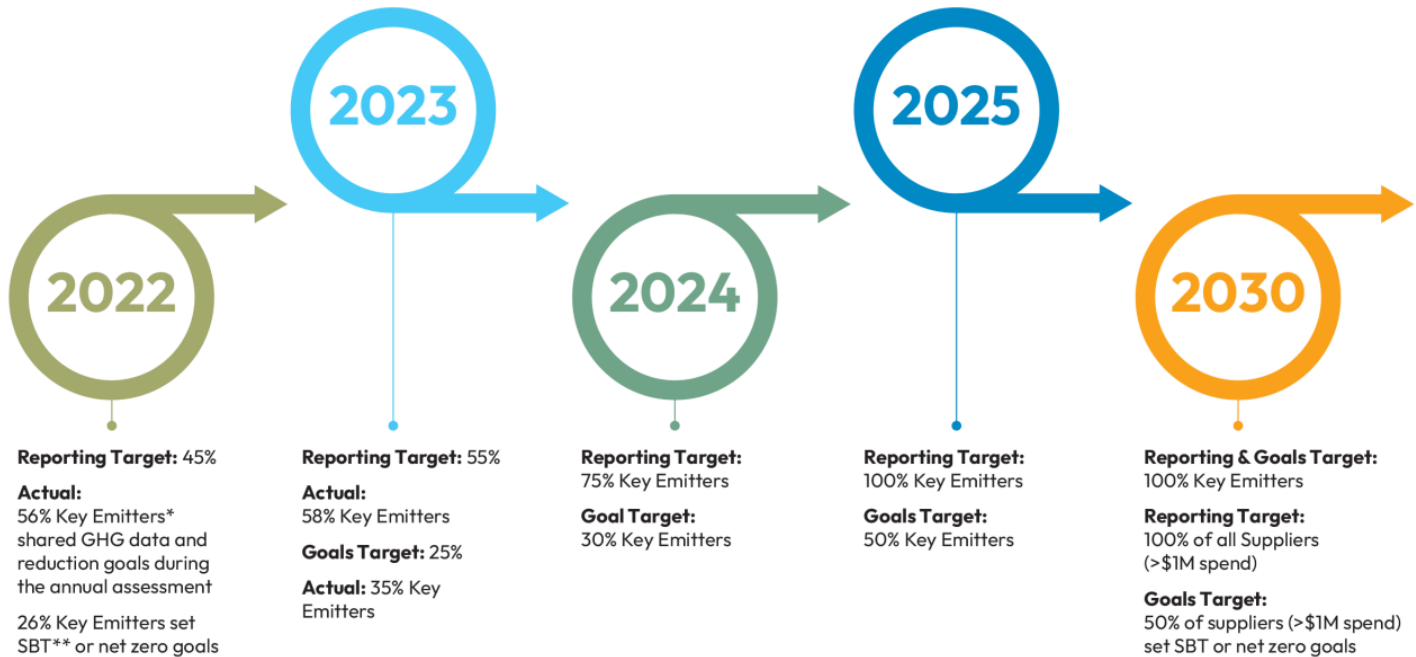 2022
Reporting Target: 45%
Actual:
56% Key Emitters*
shared GHG data and
reduction goals during
the annual assessment
26% Key Emitters set
SBT** or net zero goals
2023
Reporting Target: 55%
Actual:
58% Key Emitters
Goals Target: 25%
Actual: 35% Key
Emitters
2024
Reporting Target:
75% Key Emitters
Goal Target:
30% Key Emitters
2025
Reporting Target:
100% Key Emitters
Goals Target:
50% Key Emitters
2030
Reporting & Goals Target:
100% Key Emitters
Reporting Target:
100% of all Suppliers
(>$1M spend)
Goals Target:
50% of suppliers (>$1M spend)
set SBT or net zero goals